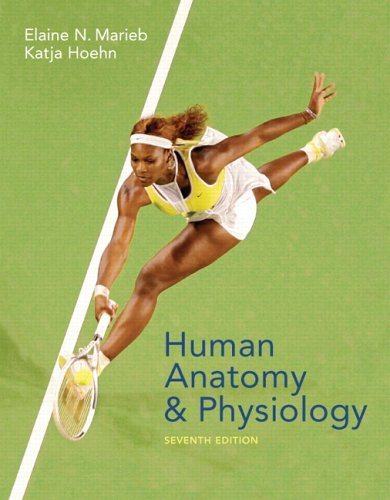 Elaine N. Marieb
Katja Hoehn
Human
Anatomy
& Physiology
SEVENTH EDITION